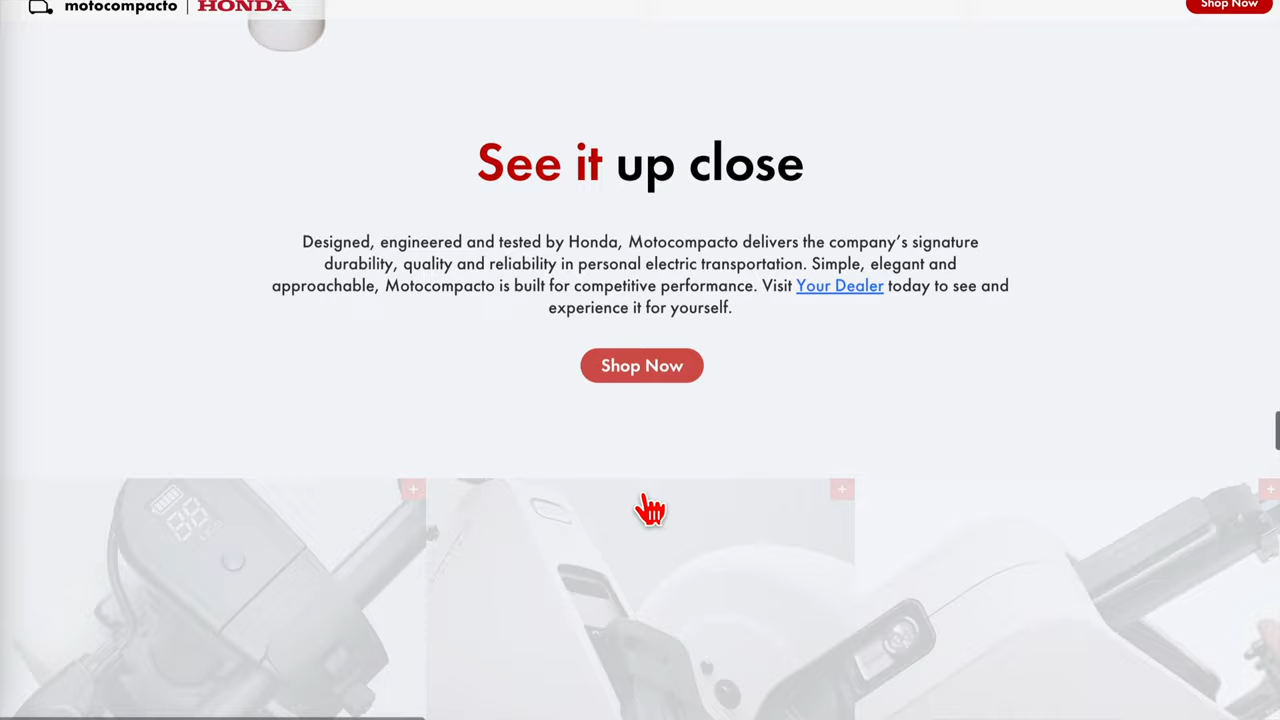 motocompacto | HONDA
Shop Now
See it up close
Designed, engineered and tested by Honda, Motocompacto delivers the company's signature
durability, quality and reliability in personal electric transportation. Simple, elegant and
approachable, Motocompacto is built for competitive performance. Visit Your Dealer today to see and
experience it for yourself.
Shop Now
+
+
+